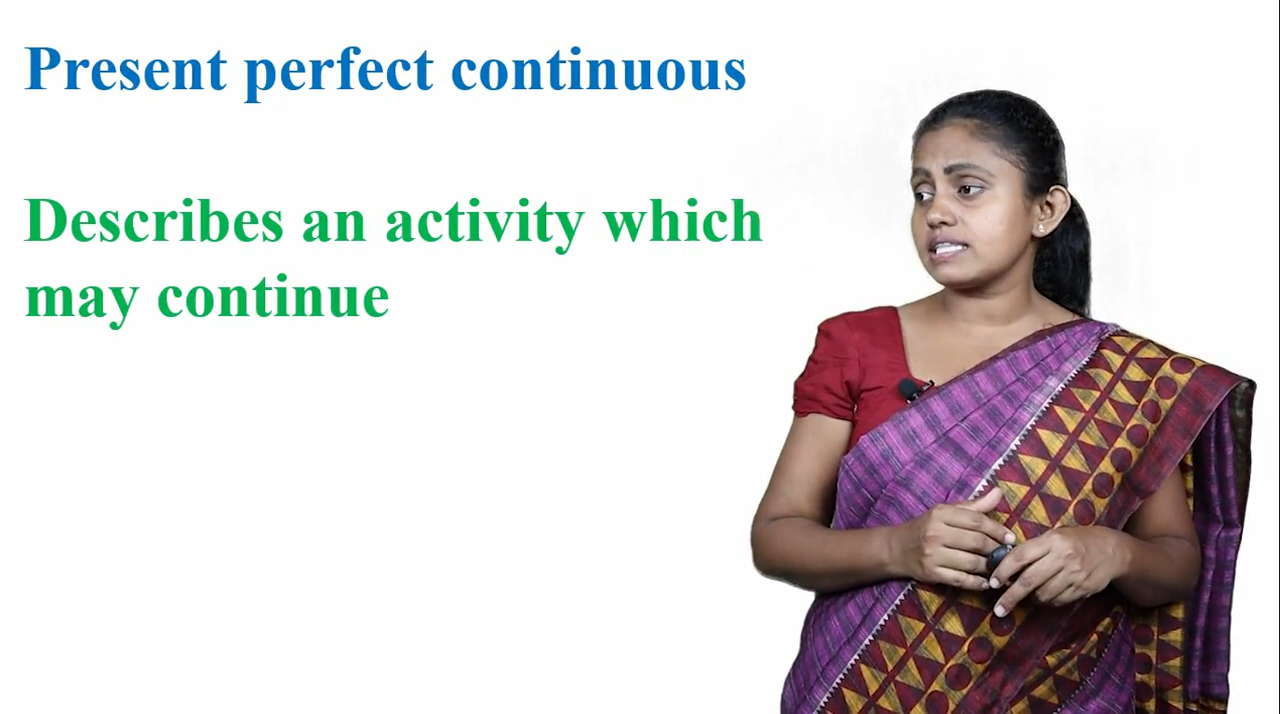 Present perfect continuous
Describes an activity which
may continue